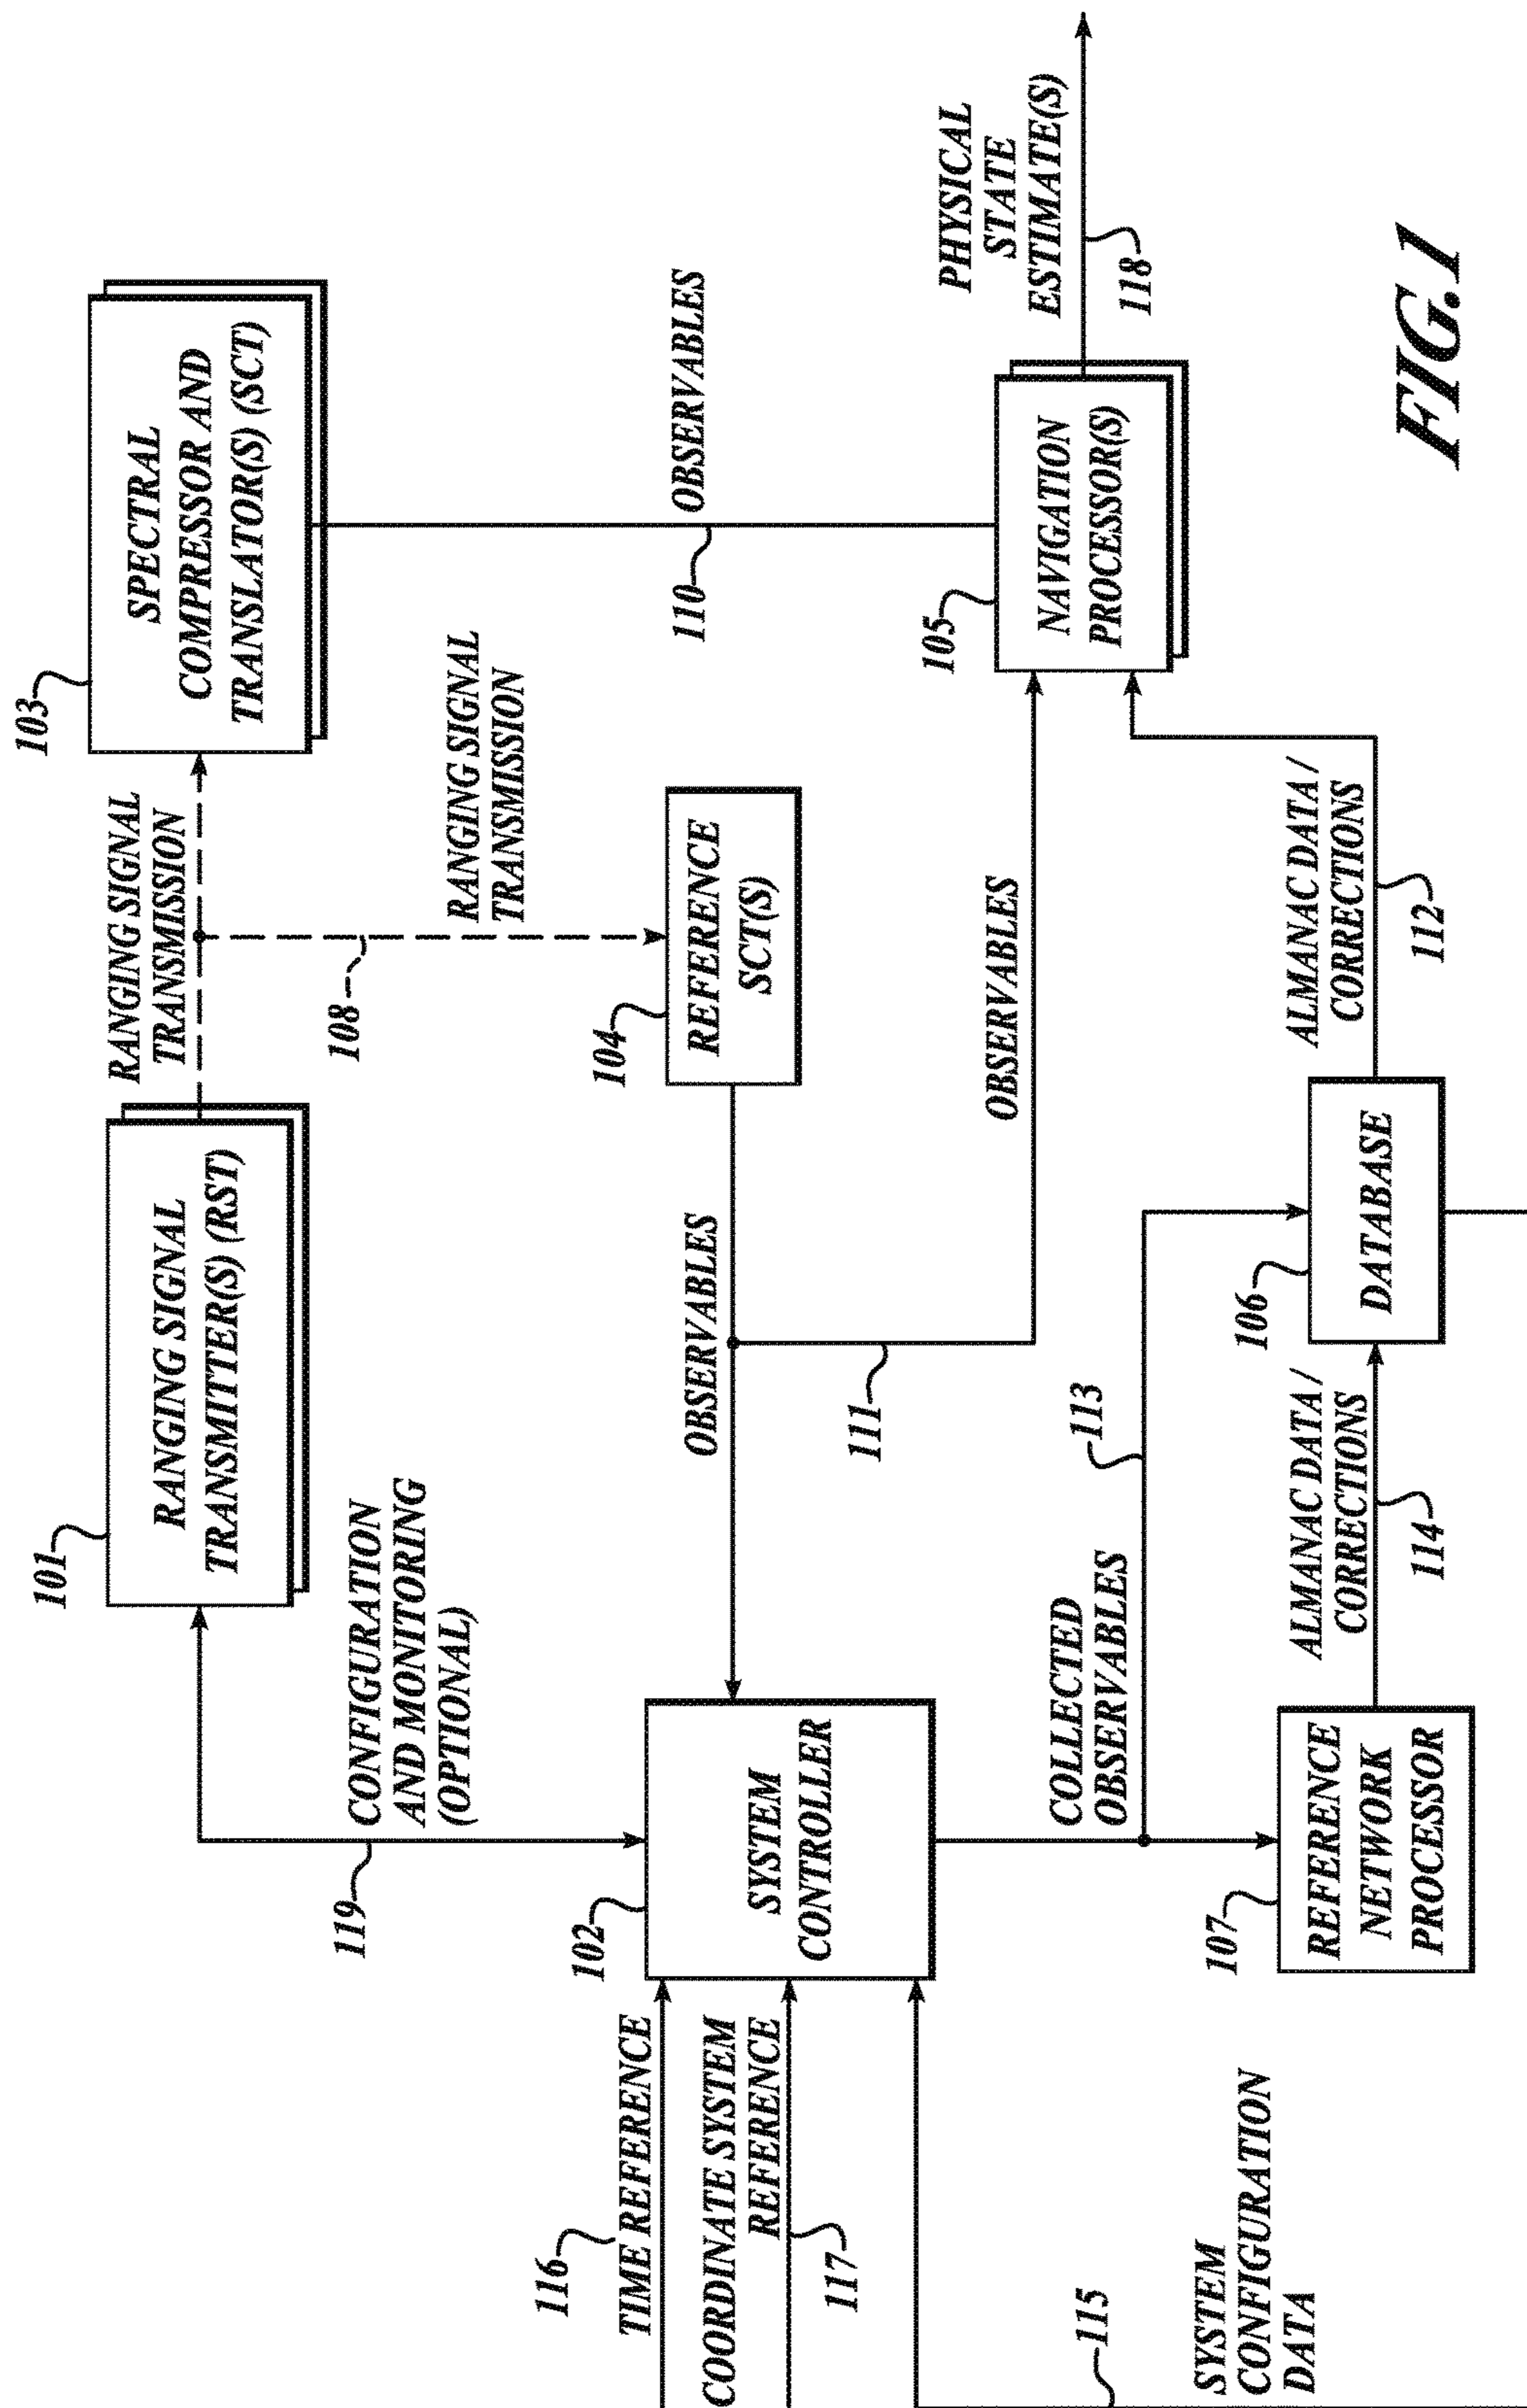 101
RANGING SIGNAL
TRANSMITTER(S) (RST)
RANGING SIGNAL
TRANSMISSION
103
SPECTRAL
COMPRESSOR AND
TRANSLATOR(S) (SCT)
119
CONFIGURATION
AND MONITORING
(OPTIONAL)
108
RANGING SIGNAL
TRANSMISSION
116
TIME REFERENCE
COORDINATE SYSTEM
REFERENCE
117
102
SYSTEM
CONTROLLER
OBSERVABLES
104
REFERENCE
SCT(S)
110
OBSERVABLES
111
OBSERVABLES
105
NAVIGATION
PROCESSOR(S)
PHYSICAL
STATE
ESTIMATE(S)
118
115
SYSTEM
CONFIGURATION
DATA
COLLECTED
OBSERVABLES
113
107
REFERENCE
NETWORK
PROCESSOR
ALMANAC DATA /
CORRECTIONS
114
106
DATABASE
ALMANAC DATA /
CORRECTIONS
112
FIG.1